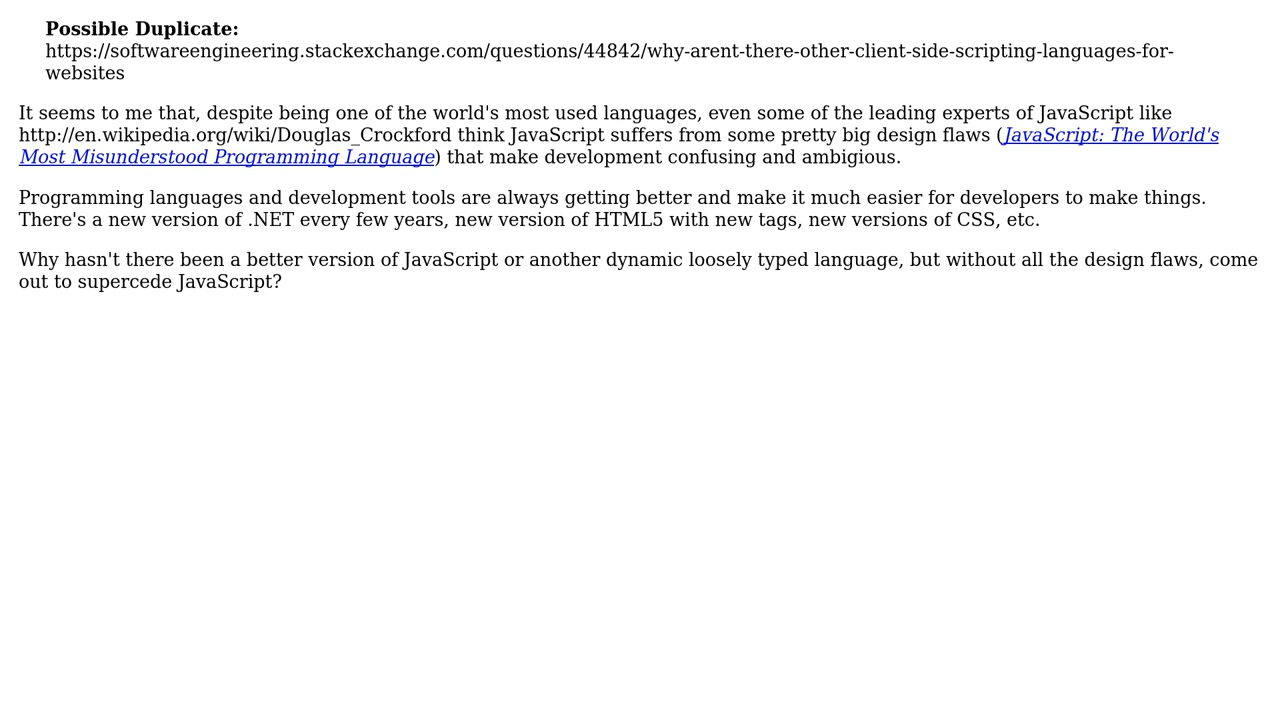 Possible Duplicate:
https://softwareengineering.stackexchange.com/questions/44842/why-arent-there-other-client-side-scripting-languages-for-
websites
It seems to me that, despite being one of the world's most used languages, even some of the leading experts of JavaScript like
http://en.wikipedia.org/wiki/Douglas_Crockford think JavaScript suffers from some pretty big design flaws (JavaScript: The World's
Most Misunderstood Programming Language) that make development confusing and ambigious.
Programming languages and development tools are always getting better and make it much easier for developers to make things.
There's a new version of .NET every few years, new version of HTML5 with new tags, new versions of CSS, etc.
Why hasn't there been a better version of JavaScript or another dynamic loosely typed language, but without all the design flaws, come
out to supercede JavaScript?